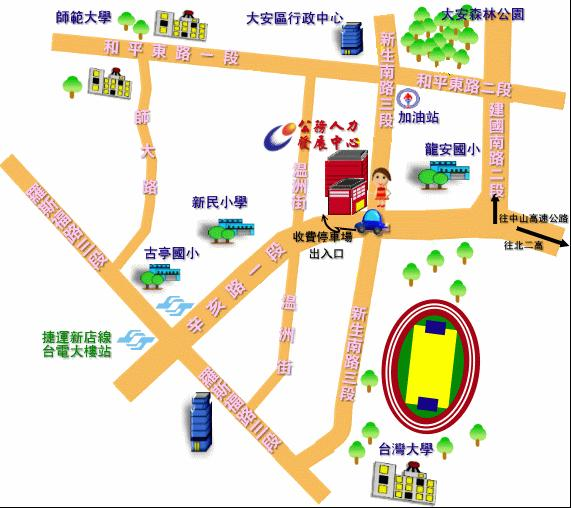 師範大學
大安區行政中心
大安森林公園
和平東路一段
新生南路三段
和平東路二段
建國南路二段
師大路
加油站
公務人力
發展中心
龍安國小
溫洲街
羅斯福路三段
新民小學
往中山高速公路
收費停車場
出入口
往北二高
古亭國小
辛亥路一段
溫洲街
新生南路三段
捷運新店線
台電大樓站
羅斯福路三段
台灣大學